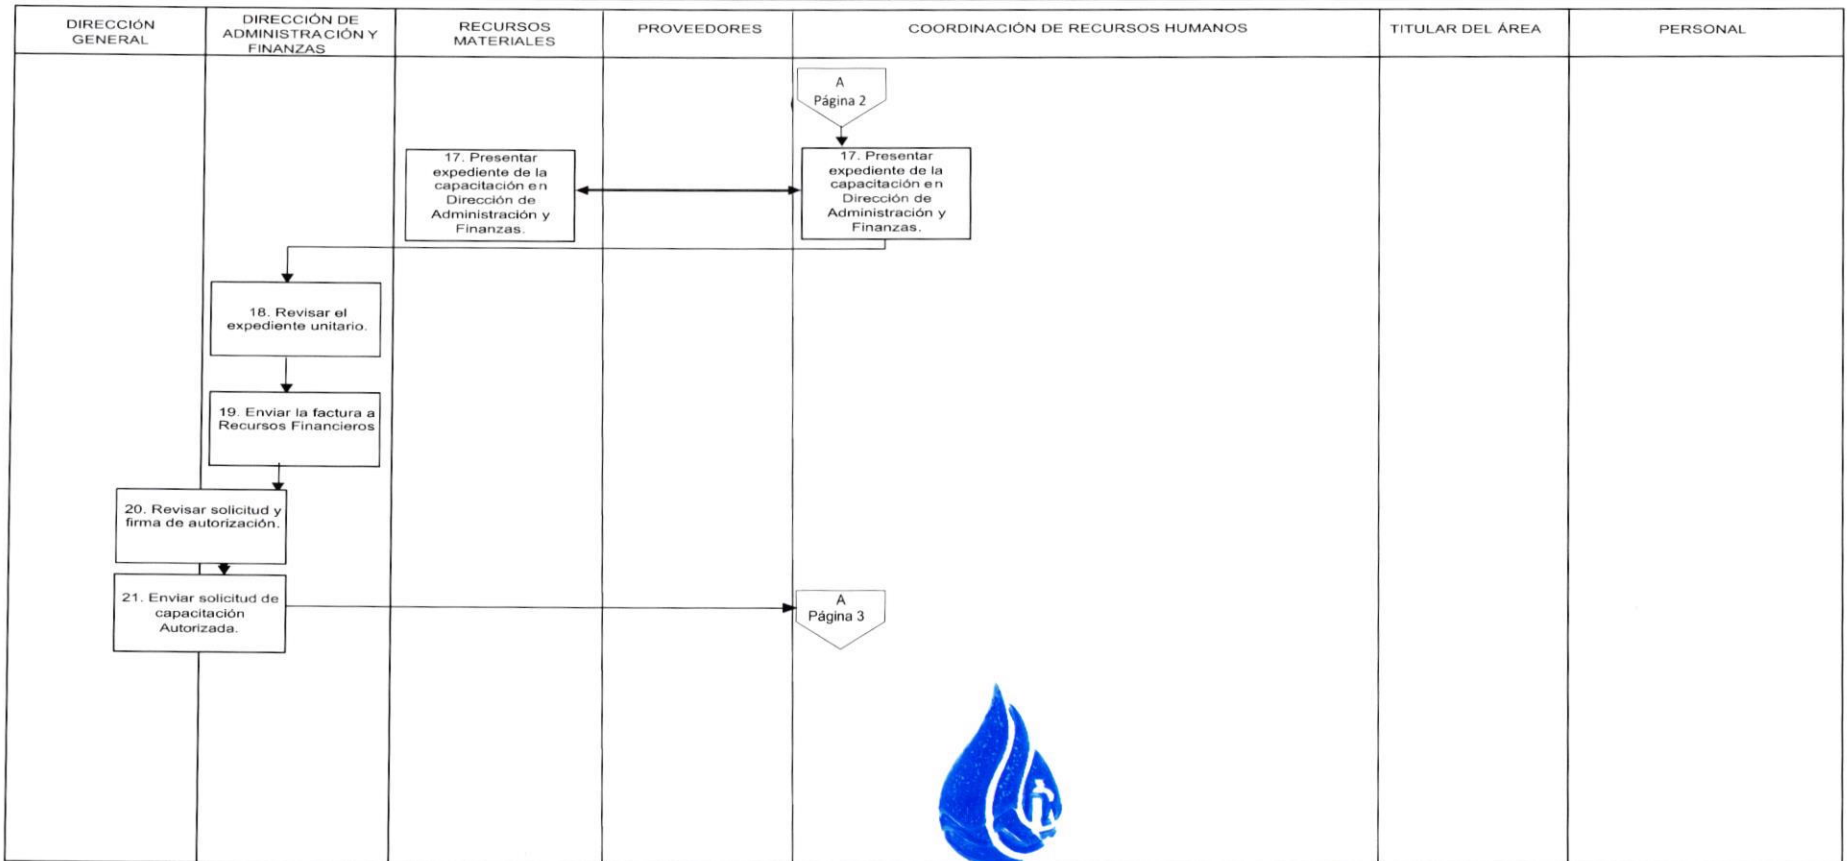 DIRECCIÓN
GENERAL
DIRECCIÓN DE
ADMINISTRACIÓN Y
FINANZAS
RECURSOS
MATERIALES
PROVEEDORES
COORDINACIÓN DE RECURSOS HUMANOS
TITULAR DEL ÁREA
PERSONAL
A
Página 2
17. Presentar
expediente de la
capacitación en
Dirección de
Administración y
Finanzas.
17. Presentar
expediente de la
capacitación en
Dirección de
Administración y
Finanzas.
18. Revisar el
expediente unitario.
19. Enviar la factura a
Recursos Financieros
20. Revisar solicitud y
firma de autorización.
21. Enviar solicitud de
capacitación
Autorizada.
A
Página 3